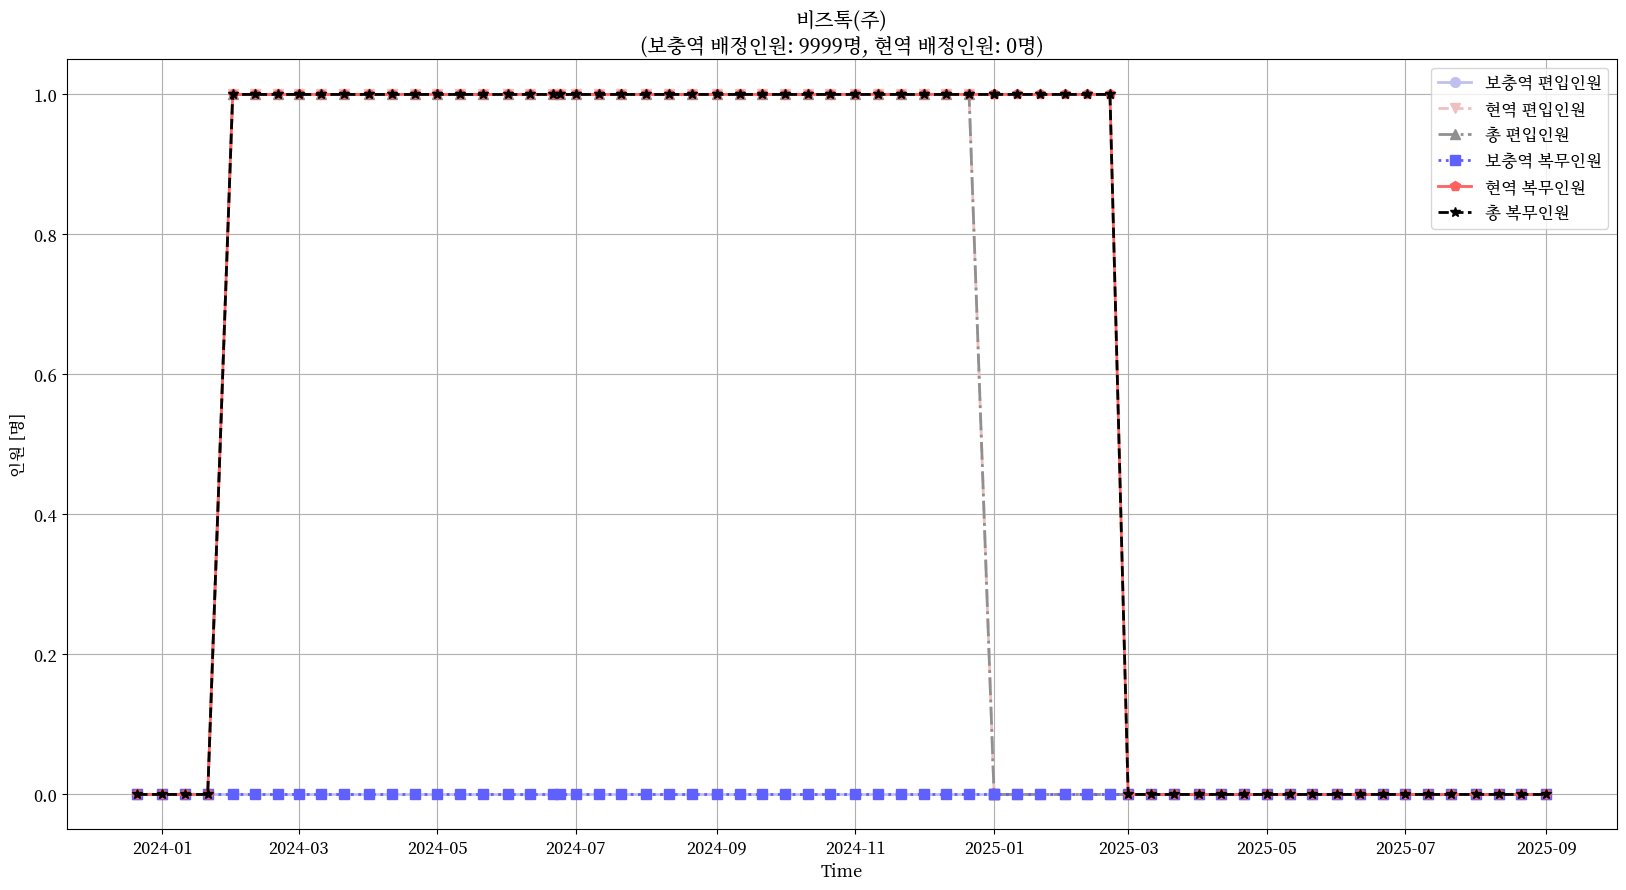 비즈톡(주)
(보충역 배정인원: 9999명, 현역 배정인원: 0명)
보충역 편입인원
현역 편입인원
총 편입인원
보충역 복무인원
현역 복무인원
총 복무인원
인원 [명]
1.0
0.8
0.6
0.4
0.2
0.0
2024-01 2024-03 2024-05 2024-07 2024-09 2024-11 2025-01 2025-03 2025-05 2025-07 2025-09
Time